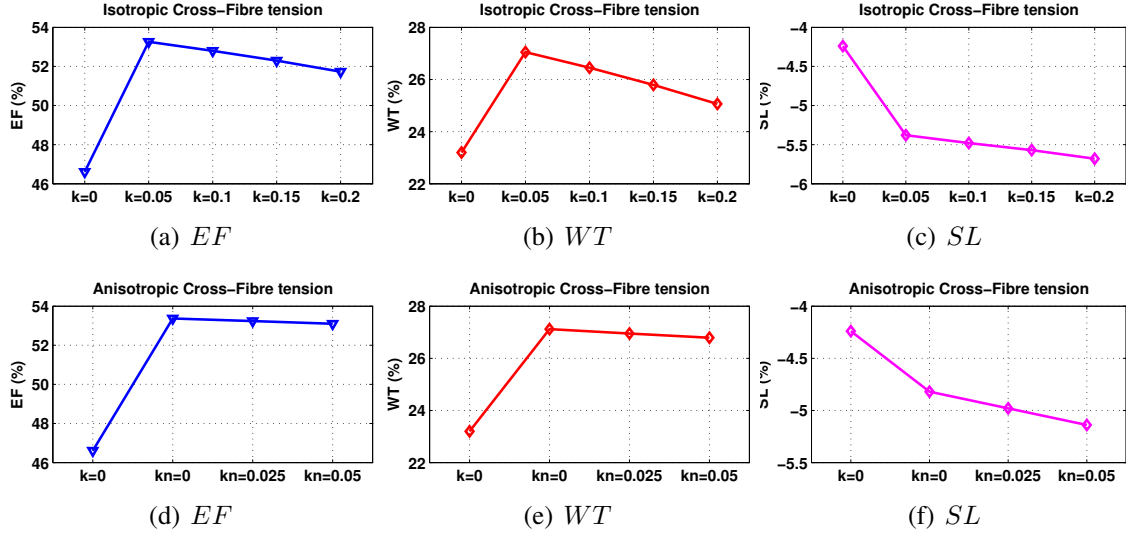 Isotropic Cross−Fibre tension
EF (%)
54
52
50
48
46
k=0 k=0.05 k=0.1 k=0.15 k=0.2
(a) EF
Isotropic Cross−Fibre tension
WT (%)
28
26
24
22
k=0 k=0.05 k=0.1 k=0.15 k=0.2
(b) WT
Isotropic Cross−Fibre tension
SL (%)
−4
−4.5
−5
−5.5
−6
k=0 k=0.05 k=0.1 k=0.15 k=0.2
(c) SL
Anisotropic Cross−Fibre tension
EF (%)
54
52
50
48
46
k=0 kn=0 kn=0.025 kn=0.05
(d) EF
Anisotropic Cross−Fibre tension
WT (%)
28
26
24
22
k=0 kn=0 kn=0.025 kn=0.05
(e) WT
Anisotropic Cross−Fibre tension
SL (%)
−4
−4.5
−5
−5.5
k=0 kn=0 kn=0.025 kn=0.05
(f) SL